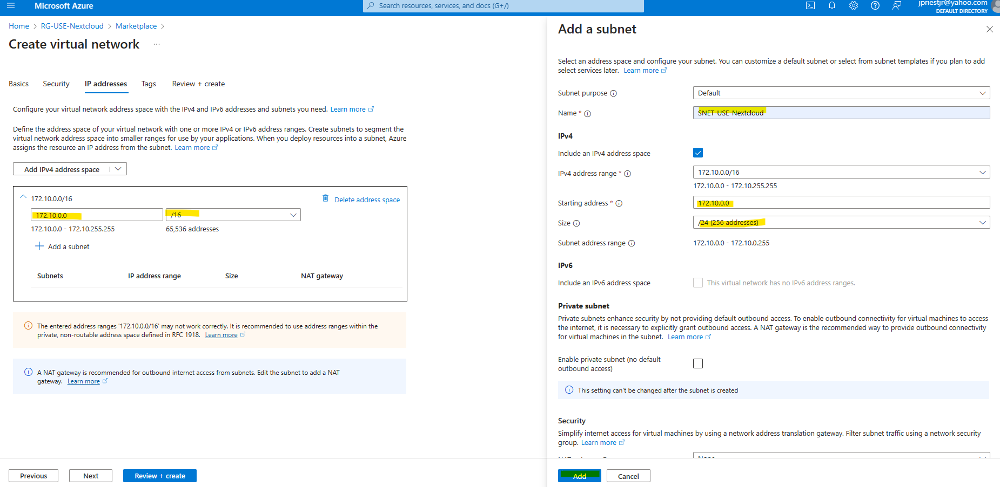 Microsoft Azure
Search resources, services, and docs (G+/)
jpriestjr@yahoo.com
DEFAULT DIRECTORY
Home > RG-USE-Nextcloud > Marketplace >
Create virtual network ...
Basics Security IP addresses Tags Review + create
Configure your virtual network address space with the IPv4 and IPv6 addresses and subnets you need. Learn more
Define the address space of your virtual network with one or more IPv4 or IPv6 address ranges. Create subnets to segment the
virtual network address space into smaller ranges for use by your applications. When you deploy resources into a subnet, Azure
assigns the resource an IP address from the subnet. Learn more
Add IPv4 address space |
172.10.0.0/16
Delete address space
172.10.0.0 /16
172.10.0.0 - 172.10.255.255 65,536 addresses
+ Add a subnet
Subnets IP address range Size NAT gateway
The entered address ranges '172.10.0.0/16' may not work correctly. It is recommended to use address ranges within the
private, non-routable address space defined in RFC 1918. Learn more
A NAT gateway is recommended for outbound internet access from subnets. Edit the subnet to add a NAT
gateway. Learn more
Previous Next Review + create
Add a subnet
Select an address space and configure your subnet. You can customize a default subnet or select from subnet templates if you plan to add
select services later. Learn more
Subnet purpose Default
Name * SNET-USE-Nextcloud
IPv4
Include an IPv4 address space
IPv4 address range * 172.10.0.0/16
172.10.0.0 - 172.10.255.255
Starting address * 172.10.0.0
Size /24 (256 addresses)
Subnet address range 172.10.0.0 - 172.10.0.255
IPv6
Include an IPv6 address space This virtual network has no IPv6 address ranges.
Private subnet
Private subnets enhance security by not providing default outbound access. To enable outbound connectivity for virtual machines to access
the internet, it is necessary to explicitly grant outbound access. A NAT gateway is the recommended way to provide outbound connectivity
for virtual machines in the subnet. Learn more
Enable private subnet (no default
outbound access)
This setting can't be changed after the subnet is created
Security
Simplify internet access for virtual machines by using a network address translation gateway. Filter subnet traffic using a network security
group. Learn more
Add Cancel